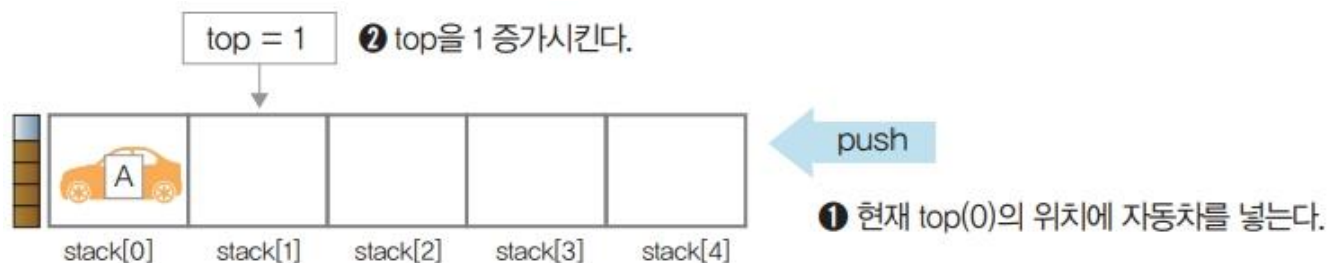 top = 1
❷ top을 1 증가시킨다.
A
push
❶ 현재 top(0)의 위치에 자동차를 넣는다.
stack[0] stack[1] stack[2] stack[3] stack[4]